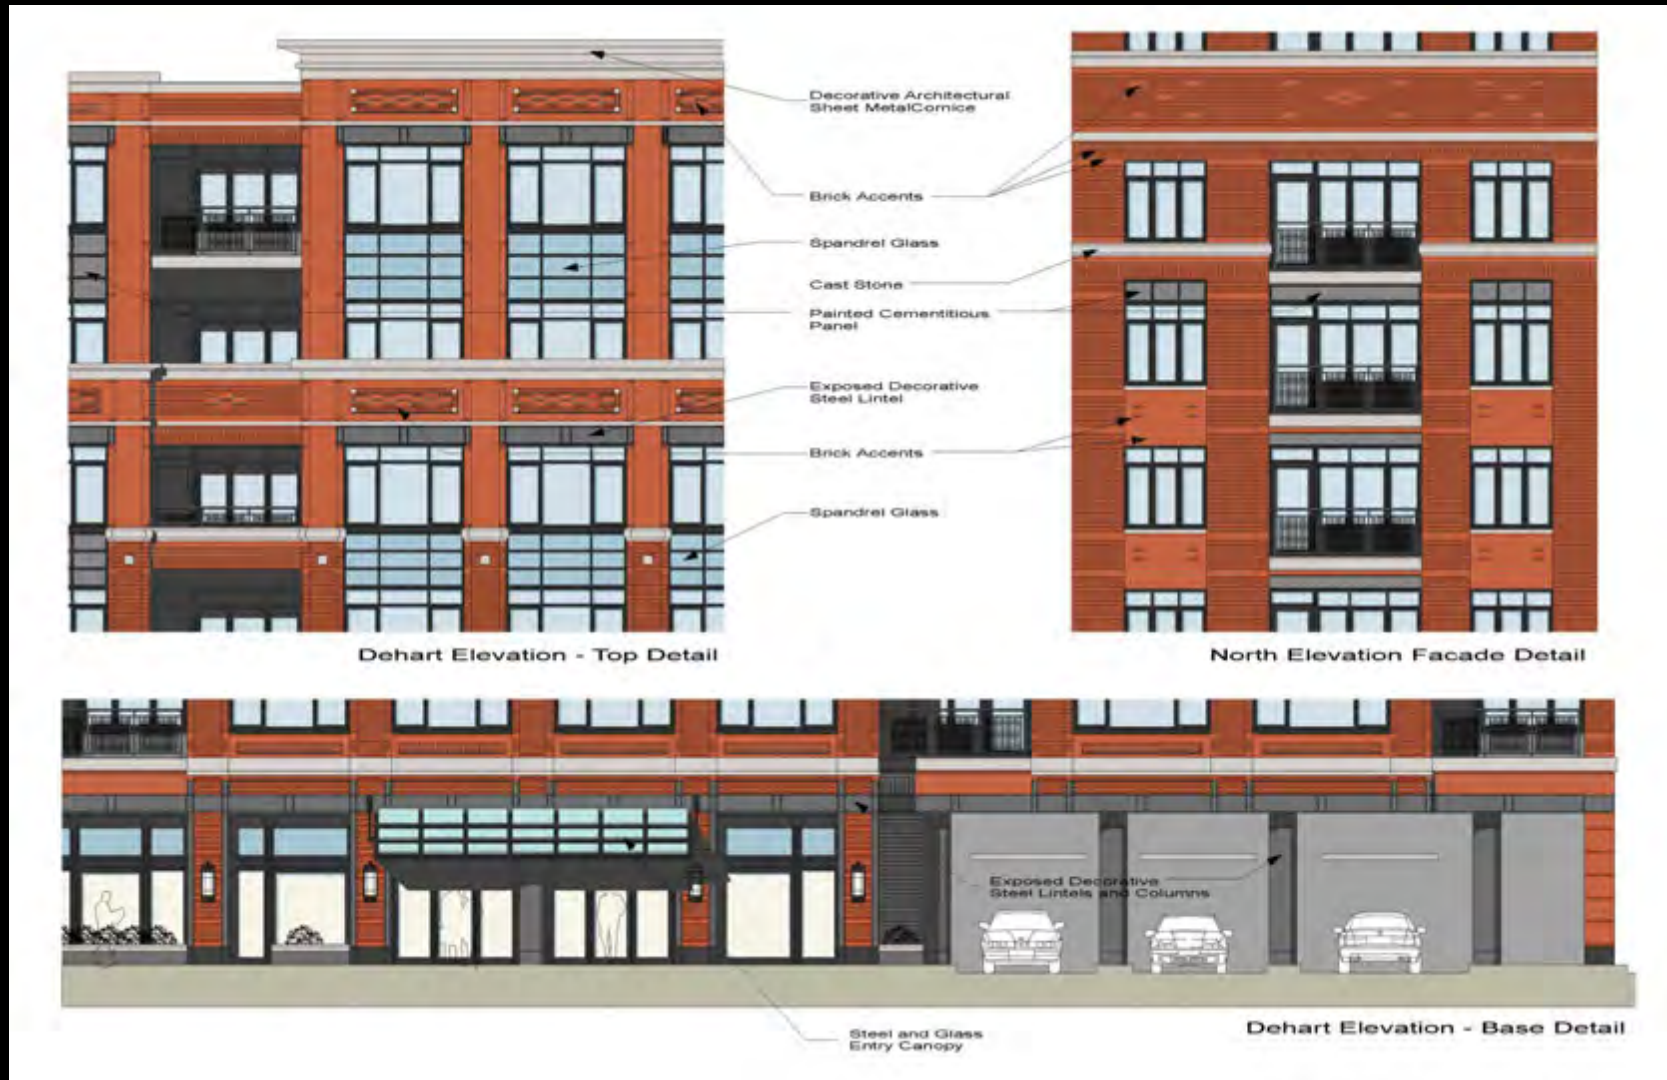 Decorative Architectural
Sheet MetalCornice
Brick Accents
Spandrel Glass
Cast Stone
Painted Cementitious
Panel
Exposed Decorative
Steel Lintel
Brick Accents
Spandrel Glass
Dehart Elevation - Top Detail
North Elevation Facade Detail
Exposed Decorative
Steel Lintels and Columns
Steel and Glass
Entry Canopy
Dehart Elevation - Base Detail